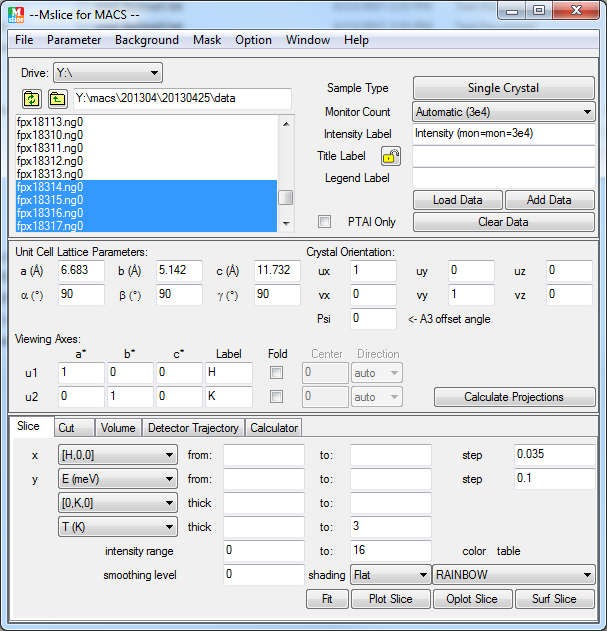 M slice
--Mslice for MACS --
File Parameter Background Mask Option Window Help
Drive: Y:\
Y:\macs\201304\20130425\data
fpx18113.ng0
fpx18310.ng0
fpx18311.ng0
fpx18312.ng0
fpx18313.ng0
fpx18314.ng0
fpx18315.ng0
fpx18316.ng0
fpx18317.ng0
Sample Type Single Crystal
Monitor Count Automatic (3e4)
Intensity Label Intensity (mon=mon=3e4)
Title Label
Legend Label
Load Data Add Data
PTAI Only Clear Data
Unit Cell Lattice Parameters: Crystal Orientation:
a (Å) 6.683 b (Å) 5.142 c (Å) 11.732 ux 1 uy 0 uz 0
α (°) 90 β (°) 90 γ (°) 90 vx 0 vy 1 vz 0
Psi 0 <- A3 offset angle
Viewing Axes:
a* b* c* Label Fold Center Direction
u1 1 0 0 H 0 auto
u2 0 1 0 K 0 auto
Calculate Projections
Slice Cut Volume Detector Trajectory Calculator
x [H,0,0] from: to: step 0.035
y E (meV) from: to: step 0.1
[0,K,0] thick to:
T (K) thick to: 3
intensity range 0 to: 16 color table
smoothing level 0 shading Flat RAINBOW
Fit Plot Slice Oplot Slice Surf Slice